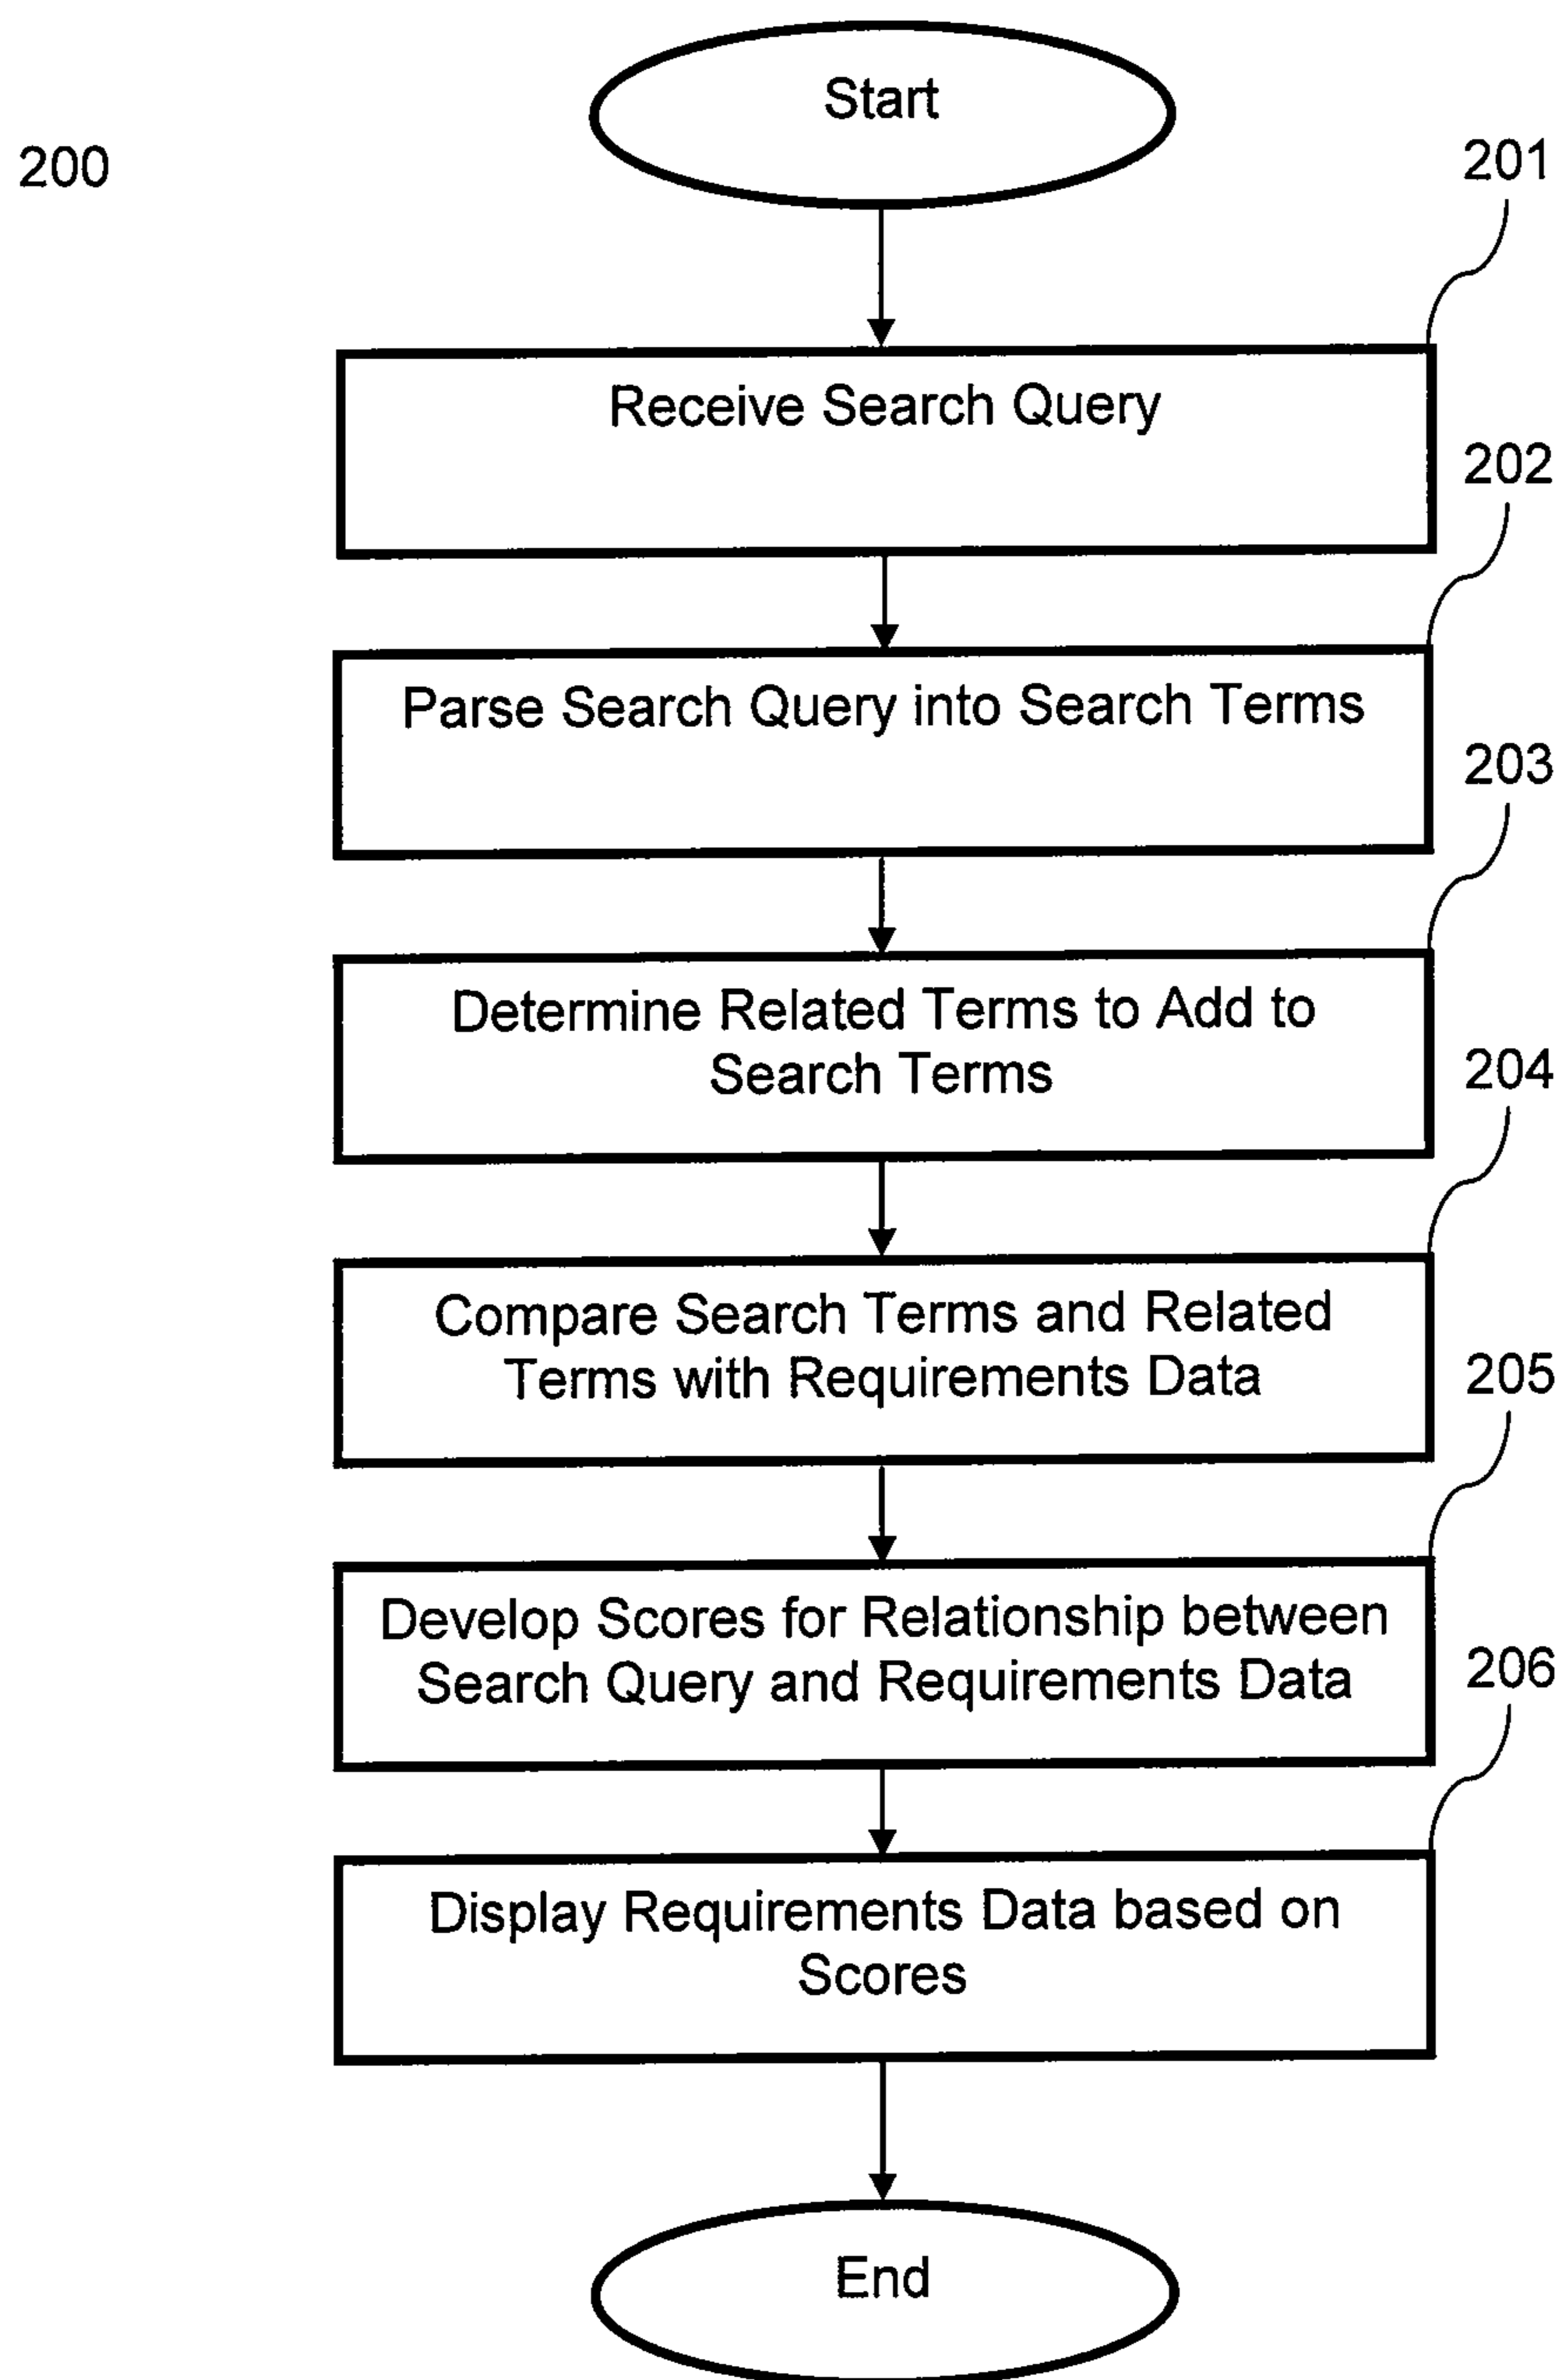 Start
200
201
Receive Search Query
202
Parse Search Query into Search Terms
203
Determine Related Terms to Add to
Search Terms
204
Compare Search Terms and Related
Terms with Requirements Data
205
Develop Scores for Relationship between
Search Query and Requirements Data
206
Display Requirements Data based on
Scores
End